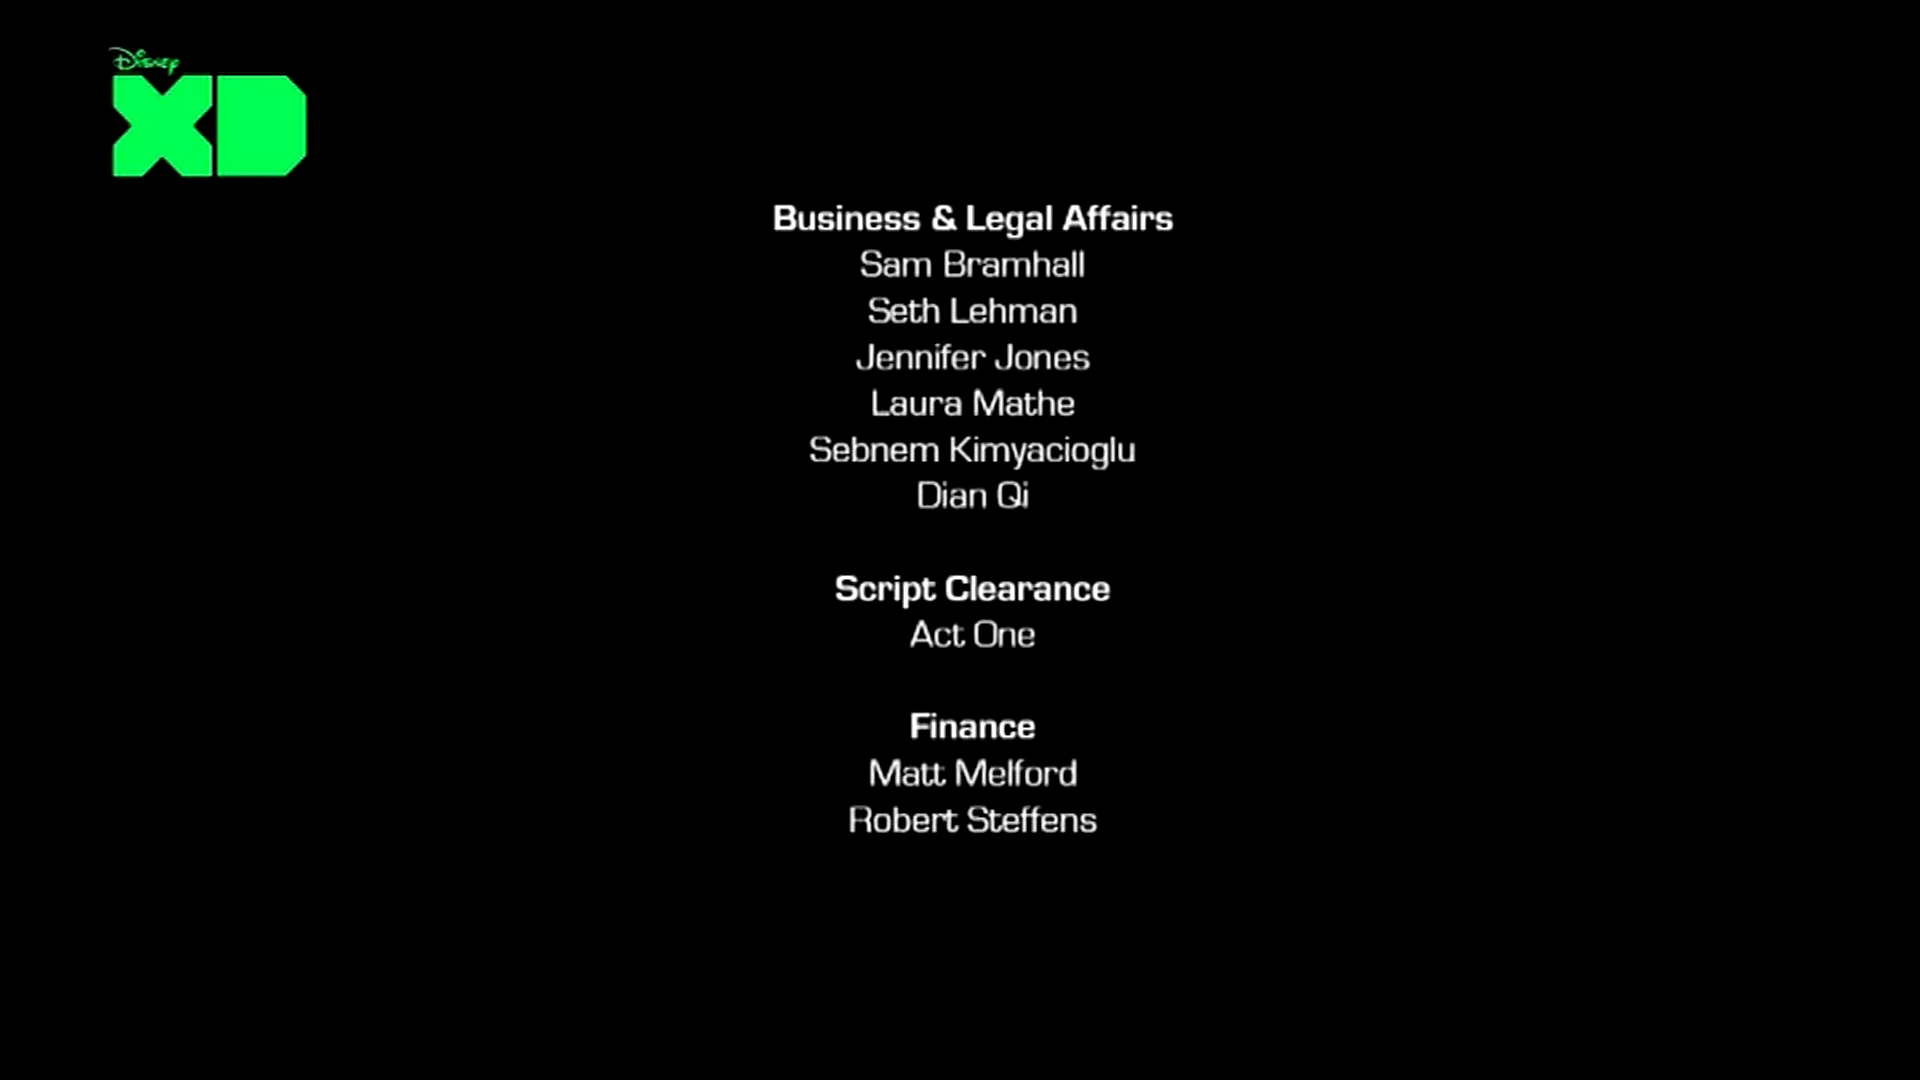 Disney
XD
Business & Legal Affairs
Sam Bramhall
Seth Lehman
Jennifer Jones
Laura Mathe
Sebnem Kimyacioglu
Dian Qi
Script Clearance
Act One
Finance
Matt Melford
Robert Steffens